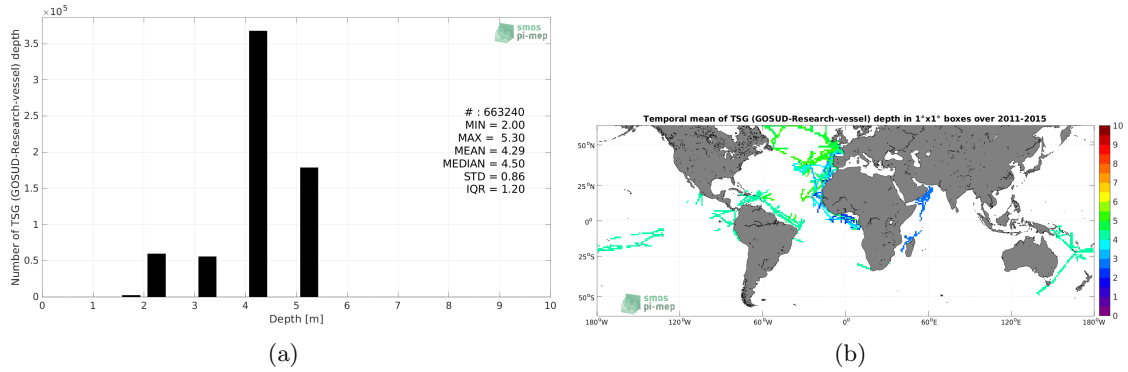 ×10⁵
smos
pi-mep
Number of TSG (GOSUD-Research-vessel) depth
3.5
3
2.5
2
1.5
1
0.5
0
# : 663240
MIN = 2.00
MAX = 5.30
MEAN = 4.29
MEDIAN = 4.50
STD = 0.86
IQR = 1.20
0 1 2 3 4 5 6 7 8 9 10
Depth [m]
(a)
Temporal mean of TSG (GOSUD-Research-vessel) depth in 1°x1° boxes over 2011-2015
50°N
25°N
0°
25°S
50°S
smos
pi-mep
180°W 120°W 60°W 0° 60°E 120°E 180°W
10
9
8
7
6
5
4
3
2
1
0
(b)